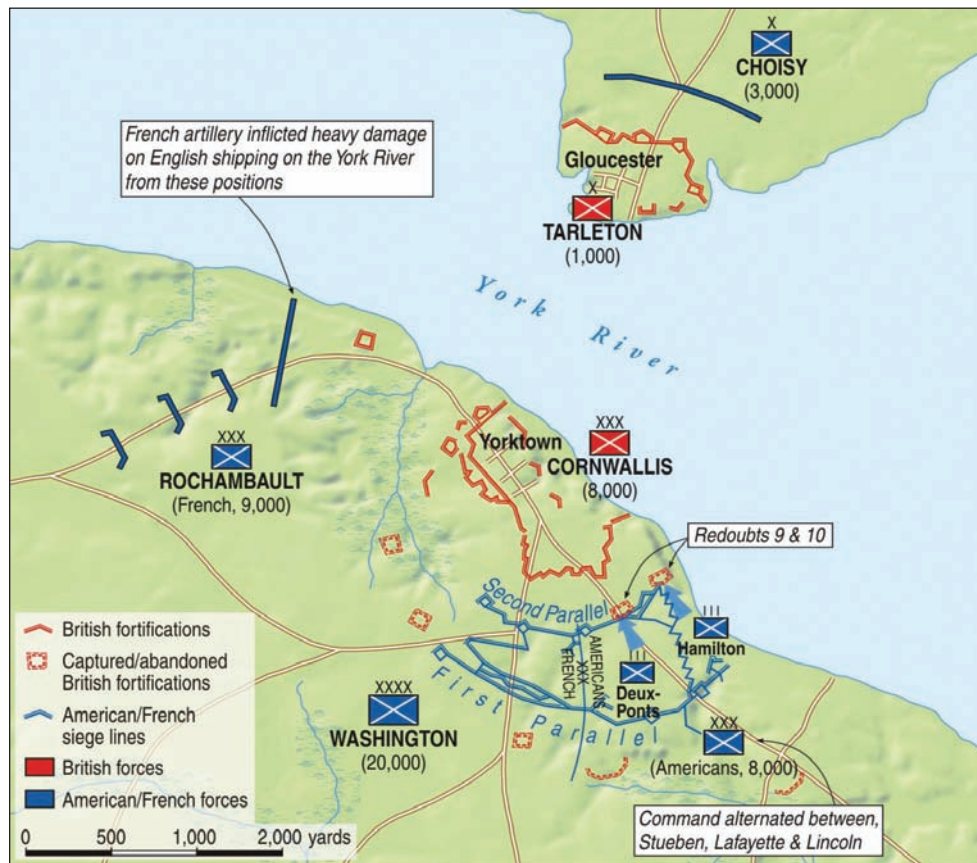 X
CHOISY
(3,000)
French artillery inflicted heavy damage
on English shipping on the York River
from these positions
Gloucester
X
TARLETON
(1,000)
York River
XXX
ROCHAMBAULT
(French, 9,000)
Yorktown
XXX
CORNWALLIS
(8,000)
Redoubts 9 & 10
Second Parallel
III
Hamilton
AMERICANS
XXX
FRENCH
III
Deux-
Ponts
First Parallel
XXXX
WASHINGTON
(20,000)
XXX
(Americans, 8,000)
Command alternated between,
Stueben, Lafayette & Lincoln
British fortifications
Captured/abandoned
British fortifications
American/French
siege lines
British forces
American/French forces
0 500 1,000 2,000 yards